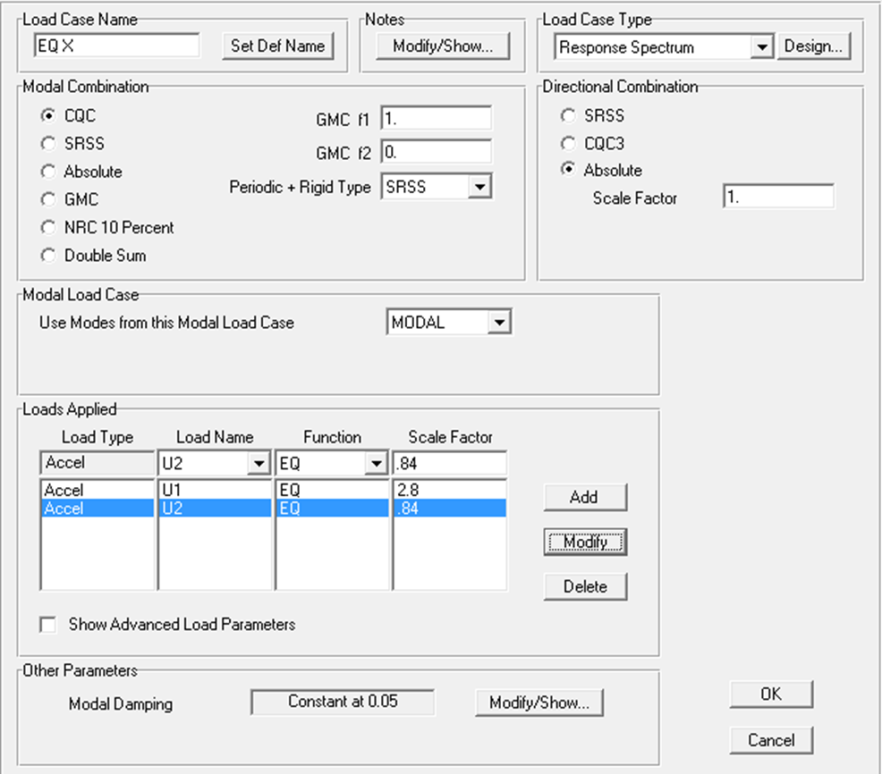 Load Case Name
EQ X
Set Def Name
Notes
Modify/Show...
Load Case Type
Response Spectrum
Design...
Modal Combination
CQC
SRSS
Absolute
GMC
NRC 10 Percent
Double Sum
GMC f1
1.
GMC f2
0.
Periodic + Rigid Type
SRSS
Directional Combination
SRSS
CQC3
Absolute
Scale Factor
1.
Modal Load Case
Use Modes from this Modal Load Case
MODAL
Loads Applied
Load Type Load Name Function Scale Factor
Accel U2 EQ .84
Accel U1 EQ 2.8
Accel U2 EQ .84
Add
Modify
Delete
Show Advanced Load Parameters
Other Parameters
Modal Damping
Constant at 0.05
Modify/Show...
OK
Cancel